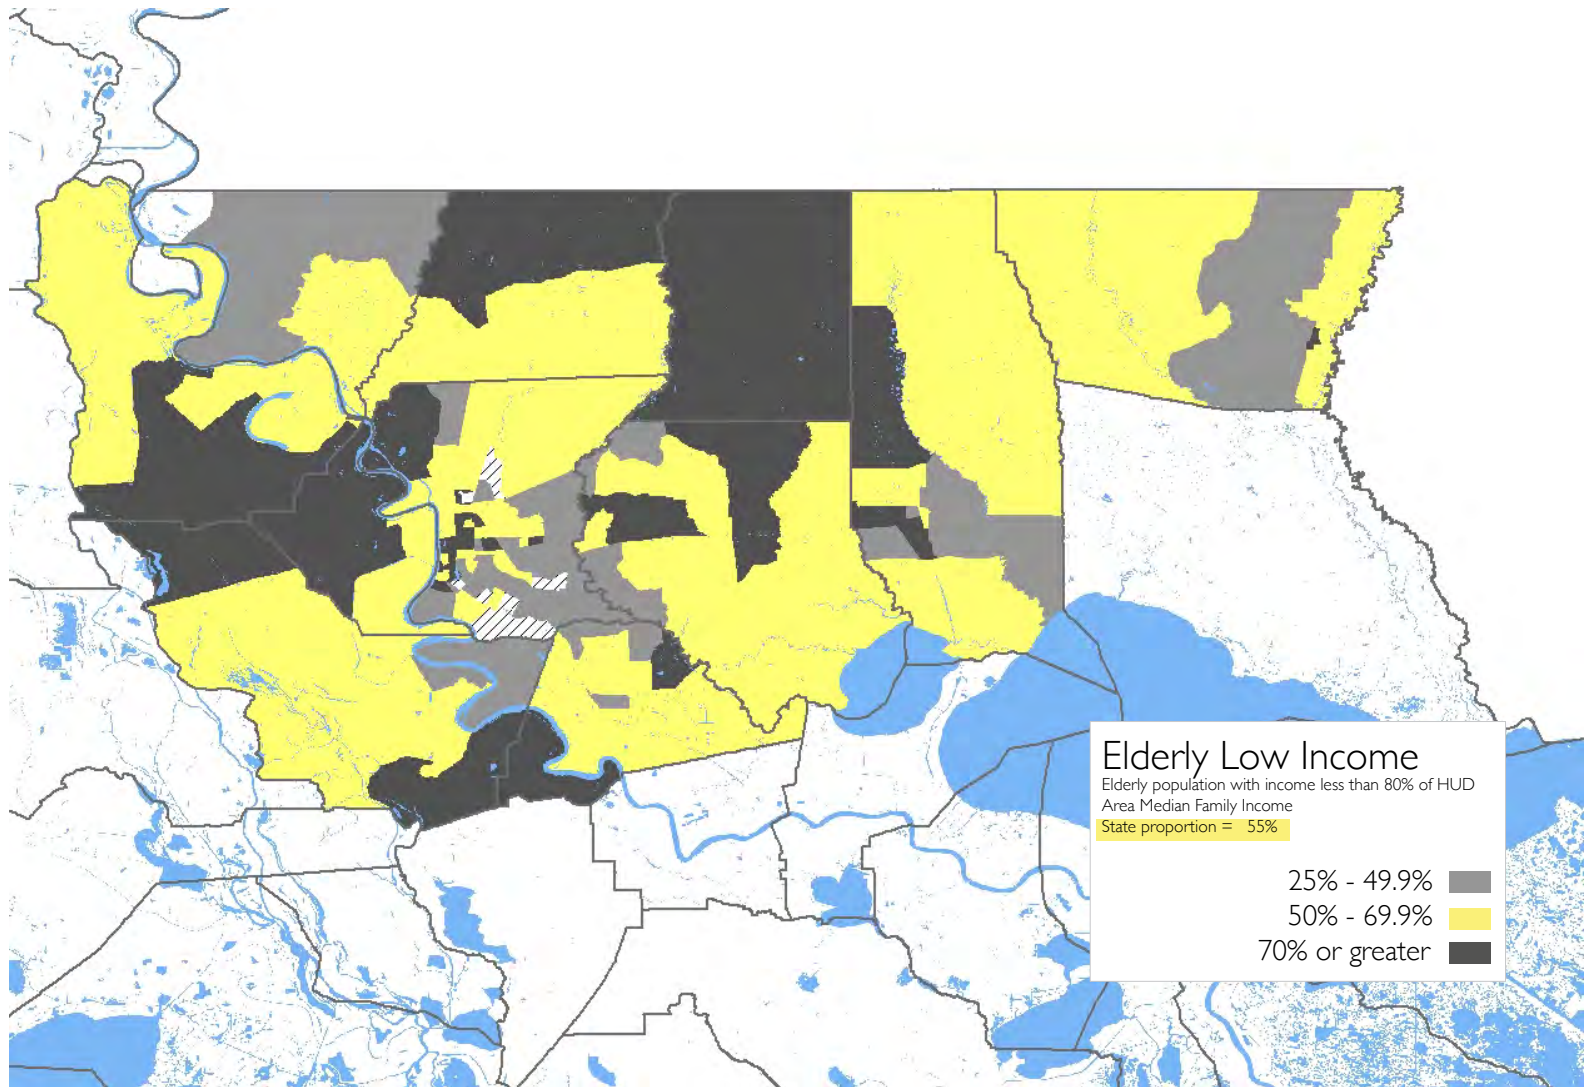 Elderly Low Income
Elderly population with income less than 80% of HUD
Area Median Family Income
State proportion = 55%
25% - 49.9%
50% - 69.9%
70% or greater